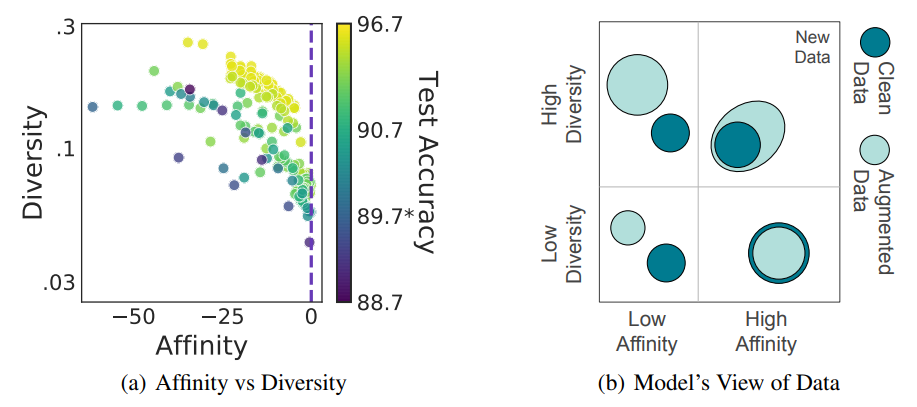 .3
.1
.03
Diversity
−50
−25
0
Affinity
96.7
90.7
89.7*
88.7
Test Accuracy
(a) Affinity vs Diversity
High
Diversity
Low
Diversity
New
Data
Low
Affinity
High
Affinity
Clean
Data
Augmented
Data
(b) Model's View of Data